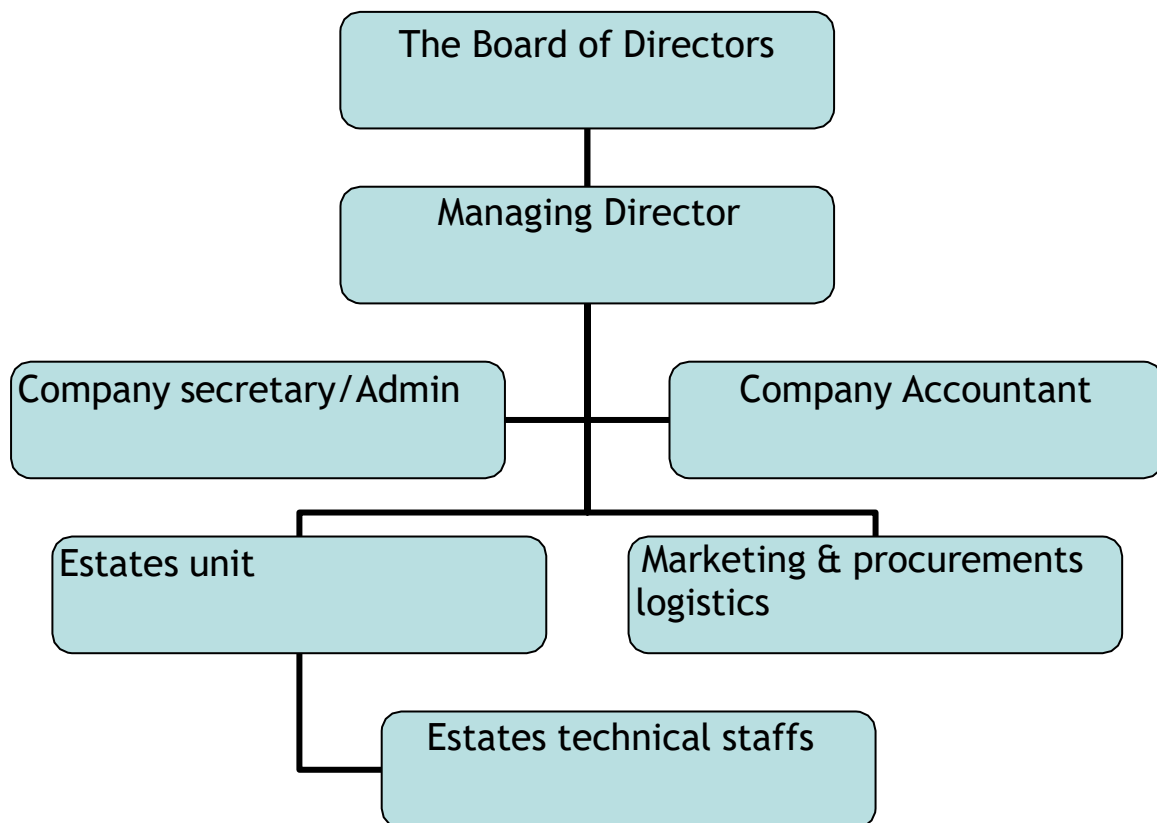 The Board of Directors
Managing Director
Company secretary/Admin
Company Accountant
Estates unit
Marketing & procurements
logistics
Estates technical staffs